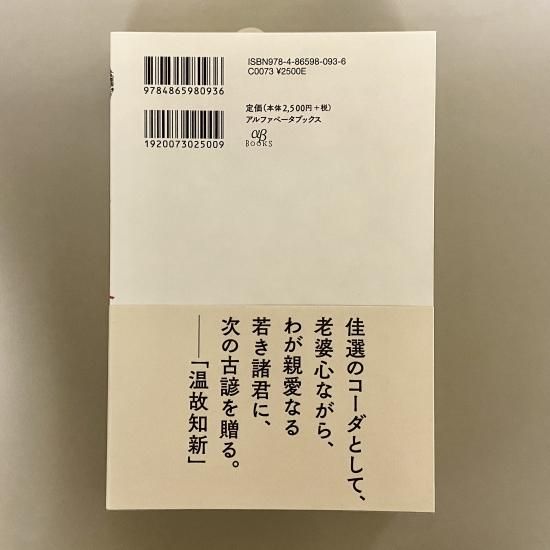 ISBN978-4-86598-093-6
C0073 ¥2500E
9784865980936
定価(本体2,500円+税)
アルファベータブックス
αβ
BOOKS
1920073025009
佳選のコーダとして、
老婆心ながら、
わが親愛なる
若き諸君に、
次の古諺を贈る。
──「温故知新」